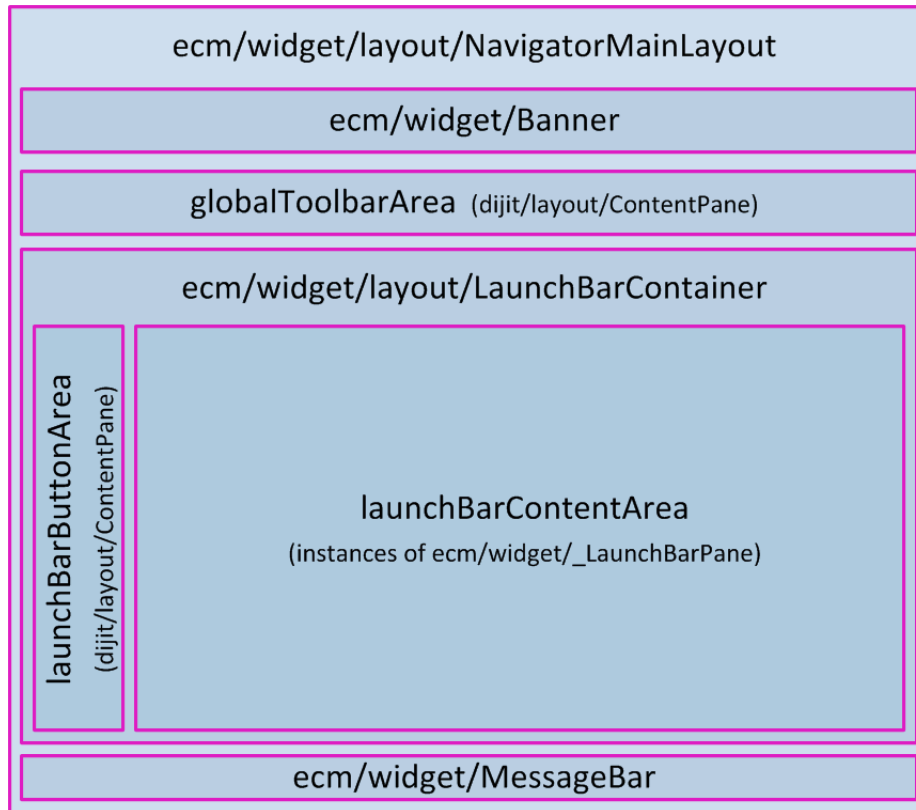 ecm/widget/layout/NavigatorMainLayout
ecm/widget/Banner
globalToolbarArea (dijit/layout/ContentPane)
ecm/widget/layout/LaunchBarContainer
launchBarButtonArea
(dijit/layout/ContentPane)
launchBarContentArea
(instances of ecm/widget/_LaunchBarPane)
ecm/widget/MessageBar